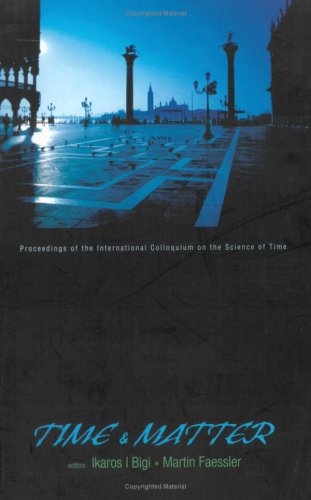 Copyrighted Material
Proceedings of the International Colloquium on the Science of Time
TIME & MATTER
editors Ikaros I Bigi • Martin Faessler
Copyrighted Material